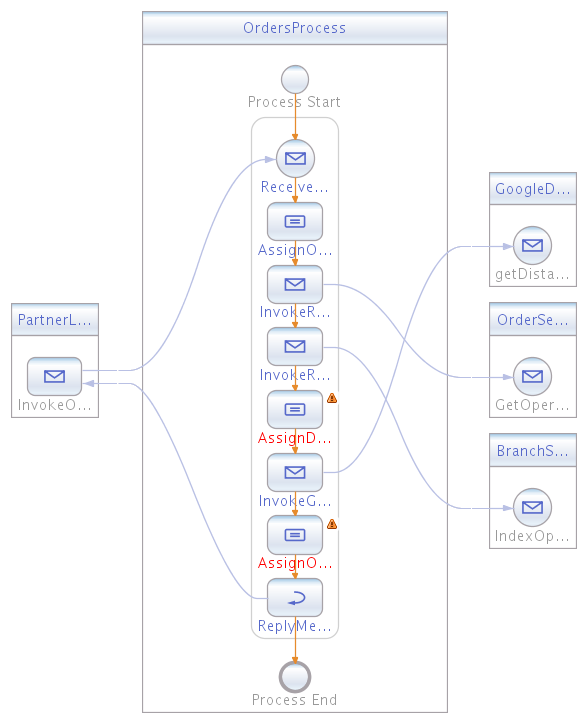 OrdersProcess
Process Start
Receive...
AssignO...
InvokeR...
InvokeR...
AssignD...
InvokeG...
AssignO...
ReplyMe...
Process End
PartnerL...
InvokeO...
GoogleD...
getDista...
OrderSe...
GetOper...
BranchS...
IndexOp...